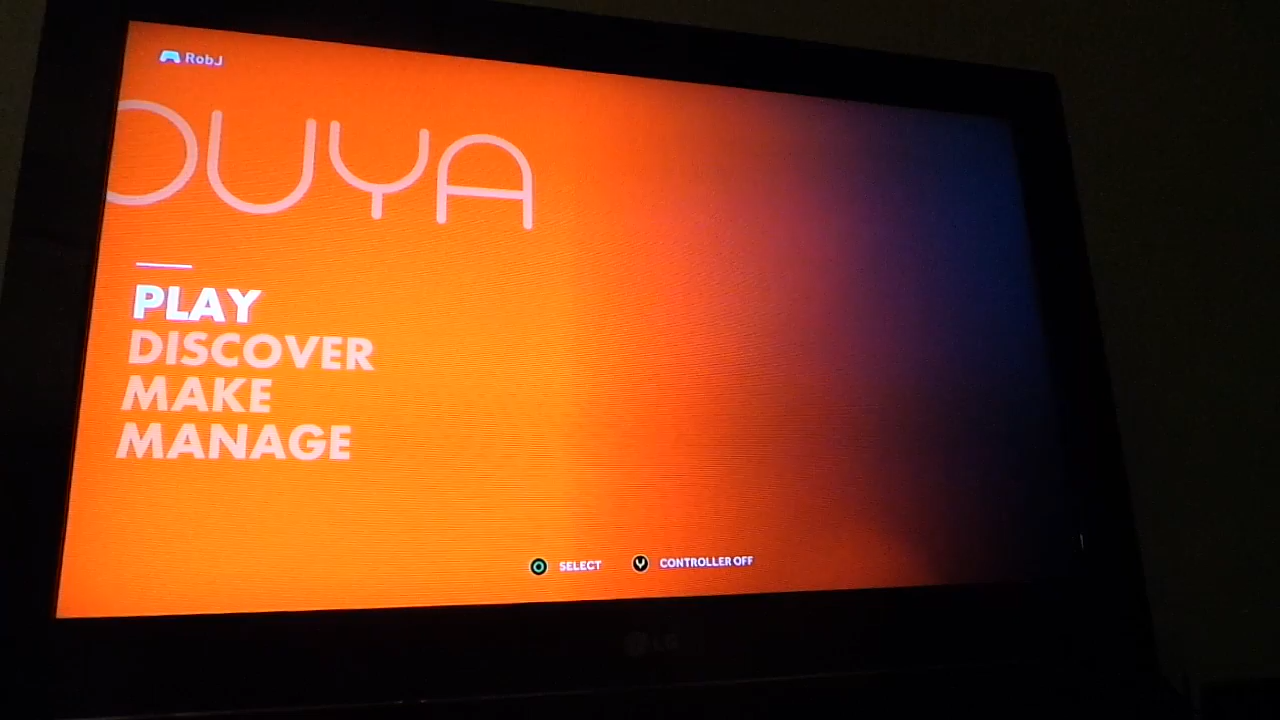 RobJ
OUYA
PLAY
DISCOVER
MAKE
MANAGE
O SELECT Y CONTROLLER OFF
LG